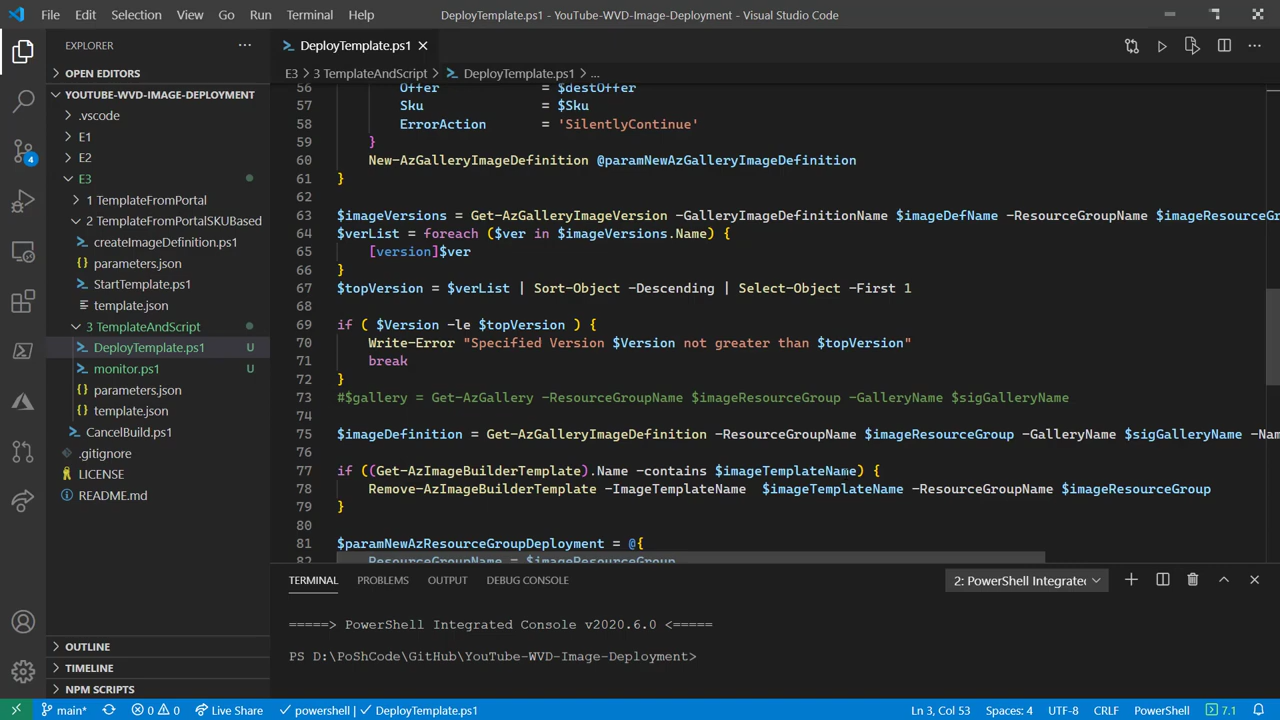 File Edit Selection View Go Run Terminal Help DeployTemplate.ps1 - YouTube-WVD-Image-Deployment - Visual Studio Code
EXPLORER
OPEN EDITORS
YOUTUBE-WVD-IMAGE-DEPLOYMENT
.vscode
E1
E2
E3
1 TemplateFromPortal
2 TemplateFromPortalSKUBased
createImageDefinition.ps1
parameters.json
StartTemplate.ps1
template.json
3 TemplateAndScript
DeployTemplate.ps1 U
monitor.ps1 U
parameters.json
template.json
CancelBuild.ps1
.gitignore
LICENSE
README.md
OUTLINE
TIMELINE
NPM SCRIPTS
4
DeployTemplate.ps1
E3 > 3 TemplateAndScript > DeployTemplate.ps1 > ...
56 Offer = $destOffer
57 Sku = $Sku
58 ErrorAction = 'SilentlyContinue'
59 }
60 New-AzGalleryImageDefinition @paramNewAzGalleryImageDefinition
61 }
62
63 $imageVersions = Get-AzGalleryImageVersion -GalleryImageDefinitionName $imageDefName -ResourceGroupName $imageResourceGr
64 $verList = foreach ($ver in $imageVersions.Name) {
65 [version]$ver
66 }
67 $topVersion = $verList | Sort-Object -Descending | Select-Object -First 1
68
69 if ( $Version -le $topVersion ) {
70 Write-Error "Specified Version $Version not greater than $topVersion"
71 break
72 }
73 #$gallery = Get-AzGallery -ResourceGroupName $imageResourceGroup -GalleryName $sigGalleryName
74
75 $imageDefinition = Get-AzGalleryImageDefinition -ResourceGroupName $imageResourceGroup -GalleryName $sigGalleryName -Nam
76
77 if ((Get-AzImageBuilderTemplate).Name -contains $imageTemplateName) {
78 Remove-AzImageBuilderTemplate -ImageTemplateName $imageTemplateName -ResourceGroupName $imageResourceGroup
79 }
80
81 $paramNewAzResourceGroupDeployment = @{
82 ResourceGroupName = $imageResourceGroup
TERMINAL PROBLEMS OUTPUT DEBUG CONSOLE 2: PowerShell Integrated
=====> PowerShell Integrated Console v2020.6.0 <=====
PS D:\PoShCode\GitHub\YouTube-WVD-Image-Deployment>
main* 0 0 Live Share powershell | DeployTemplate.ps1 Ln 3, Col 53 Spaces: 4 UTF-8 CRLF PowerShell 7.1